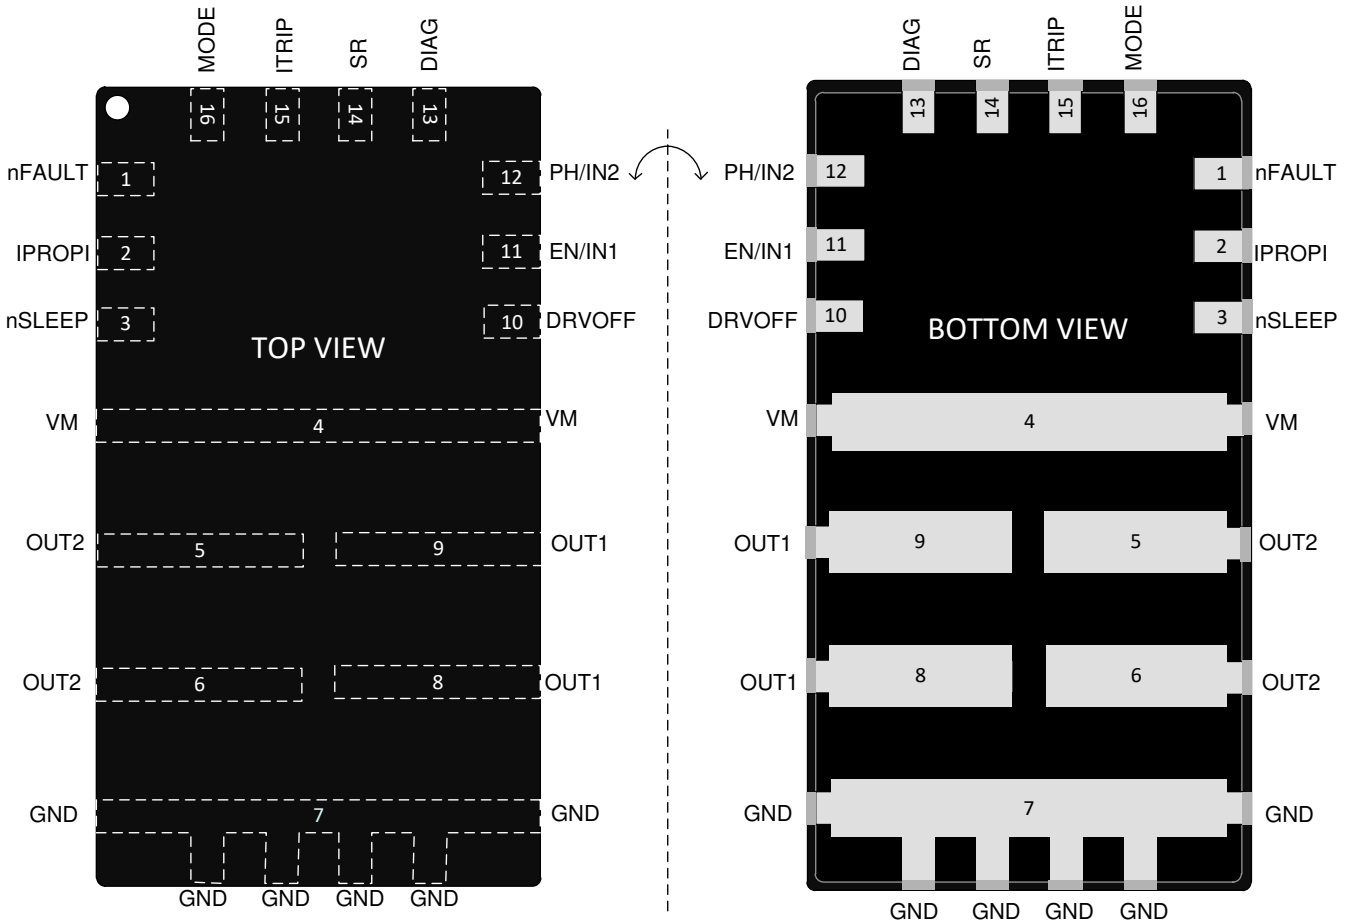 MODE ITRIP SR DIAG
16 15 14 13
nFAULT 1 12 PH/IN2
IPROPI 2 11 EN/IN1
nSLEEP 3 10 DRVOFF
TOP VIEW
VM 4 VM
OUT2 5 9 OUT1
OUT2 6 8 OUT1
GND 7 GND
GND GND GND GND
DIAG SR ITRIP MODE
13 14 15 16
PH/IN2 12 1 nFAULT
EN/IN1 11 2 IPROPI
DRVOFF 10 3 nSLEEP
BOTTOM VIEW
VM 4 VM
OUT1 9 5 OUT2
OUT1 8 6 OUT2
GND 7 GND
GND GND GND GND